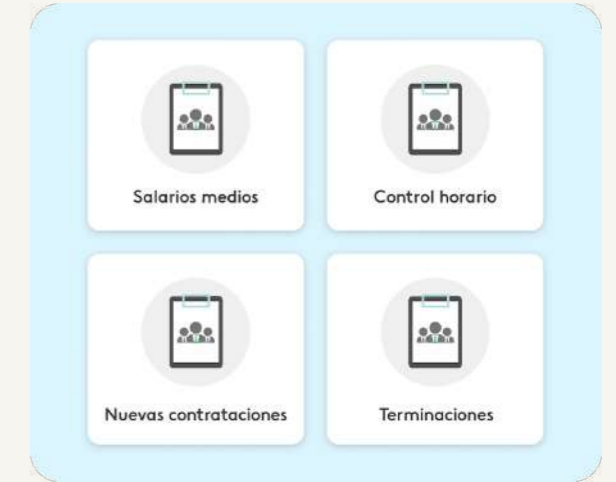 Salarios medios
Control horario
Nuevas contrataciones
Terminaciones